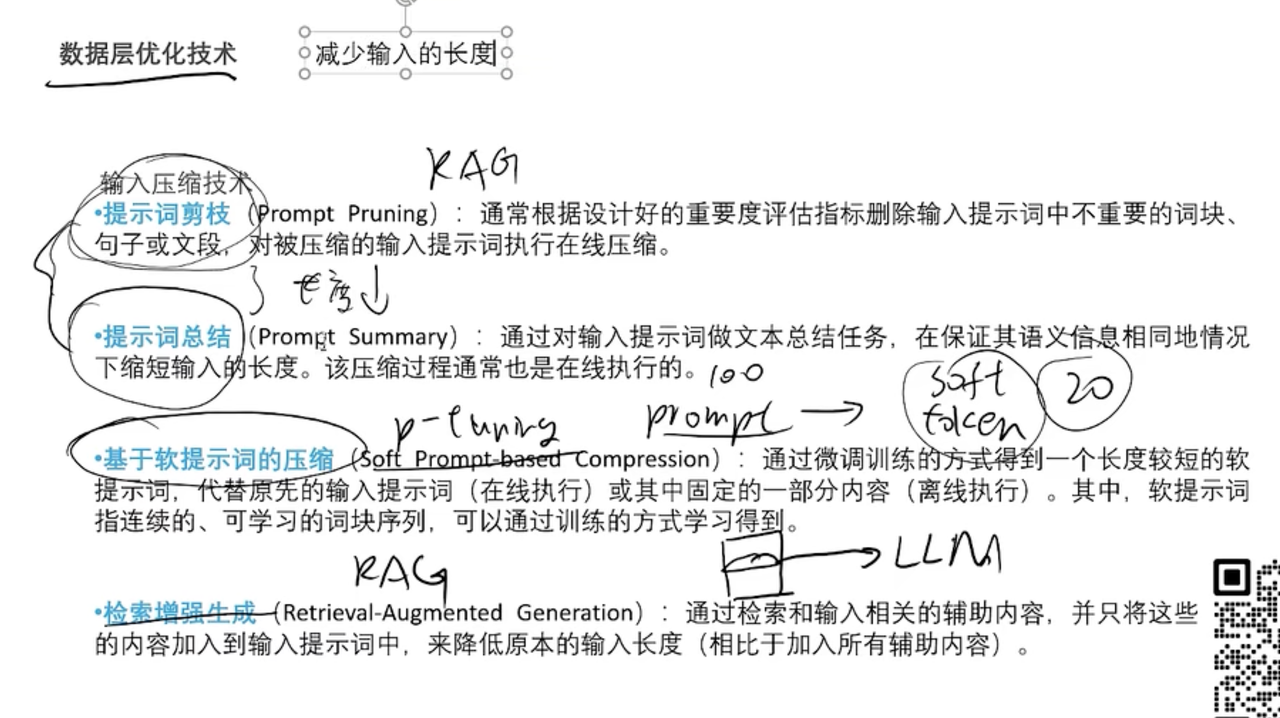 数据层优化技术
减少输入的长度
RAG
输入压缩技术
•提示词剪枝（Prompt Pruning）：通常根据设计好的重要度评估指标删除输入提示词中不重要的词块、
句子或文段，对被压缩的输入提示词执行在线压缩。
长度↓
•提示词总结（Prompt Summary）：通过对输入提示词做文本总结任务，在保证其语义信息相同地情况
下缩短输入的长度。该压缩过程通常也是在线执行的。
100
prompt → soft token 20
p-tuning
•基于软提示词的压缩（Soft Prompt-based Compression）：通过微调训练的方式得到一个长度较短的软
提示词，代替原先的输入提示词（在线执行）或其中固定的一部分内容（离线执行）。其中，软提示词
指连续的、可学习的词块序列，可以通过训练的方式学习得到。
RAG
→ LLM
•检索增强生成（Retrieval-Augmented Generation）：通过检索和输入相关的辅助内容，并只将这些
的内容加入到输入提示词中，来降低原本的输入长度（相比于加入所有辅助内容）。